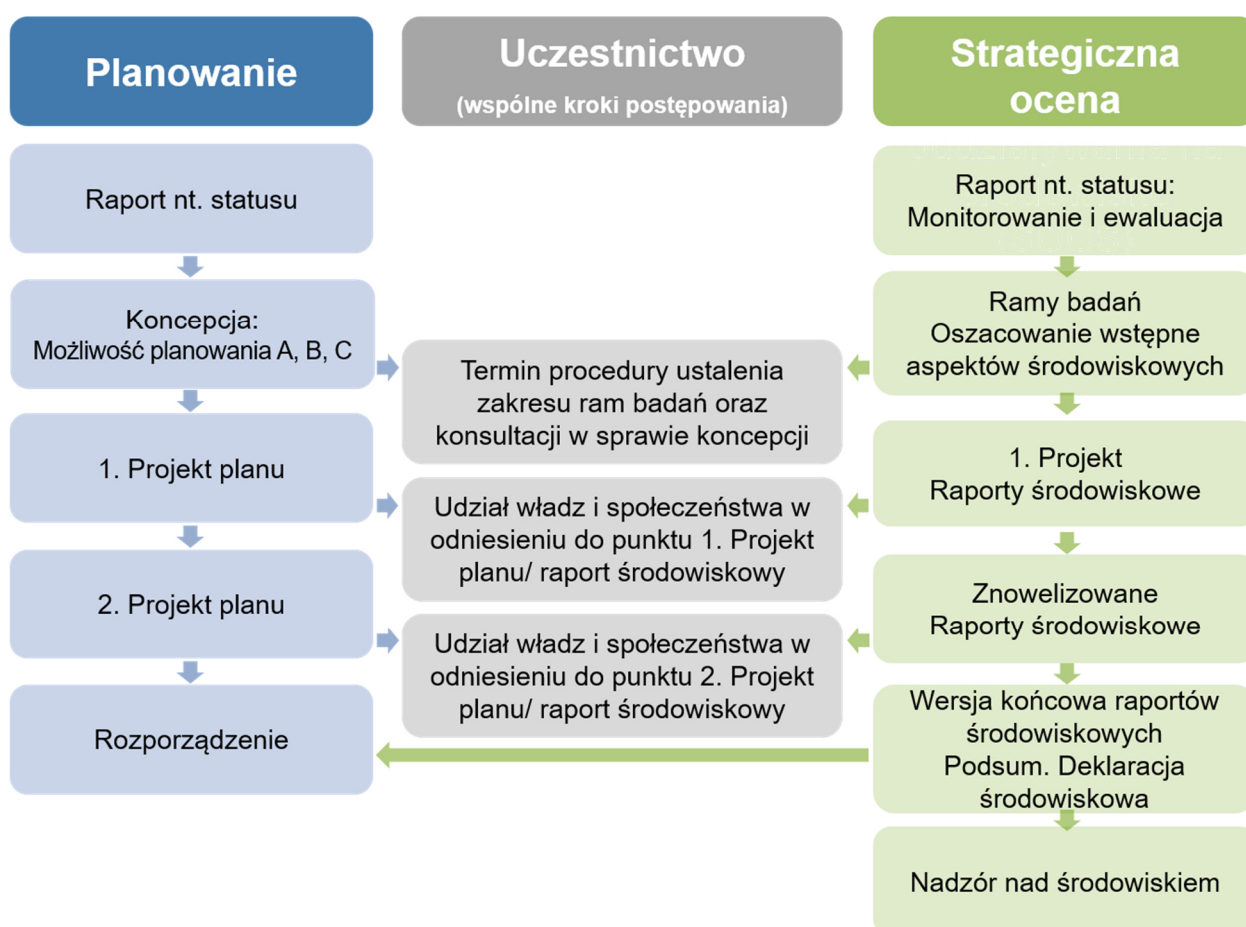 Planowanie
Raport nt. statusu
Koncepcja:
Możliwość planowania A, B, C
1. Projekt planu
2. Projekt planu
Rozporządzenie
Uczestnictwo
(wspólne kroki postępowania)
Termin procedury ustalenia
zakresu ram badań oraz
konsultacji w sprawie koncepcji
Udział władz i społeczeństwa w
odniesieniu do punktu 1. Projekt
planu/ raport środowiskowy
Udział władz i społeczeństwa w
odniesieniu do punktu 2. Projekt
planu/ raport środowiskowy
Strategiczna
ocena
Raport nt. statusu:
Monitorowanie i ewaluacja
Ramy badań
Oszacowanie wstępne
aspektów środowiskowych
1. Projekt
Raporty środowiskowe
Znowelizowane
Raporty środowiskowe
Wersja końcowa raportów
środowiskowych
Podsum. Deklaracja
środowiskowa
Nadzór nad środowiskiem